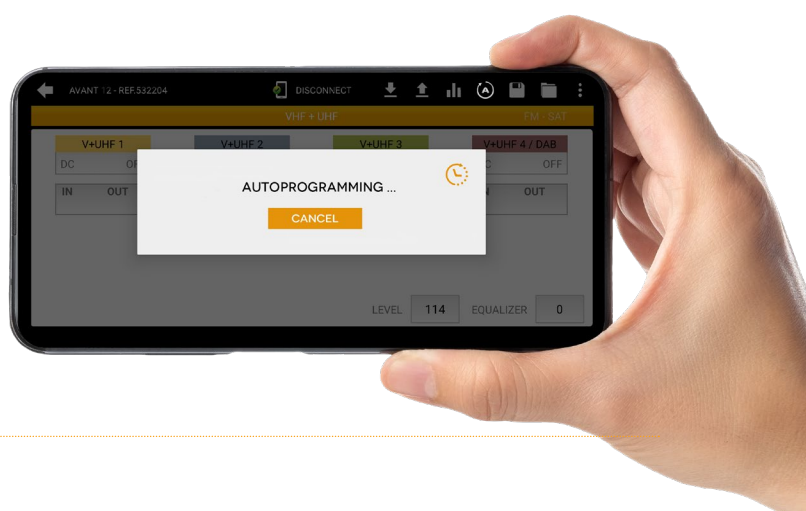 AVANT 12 - REF.532204 DISCONNECT
VHF + UHF FM - SAT
V+UHF 1 V+UHF 2 V+UHF 3 V+UHF 4 / DAB
DC OFF
IN OUT OUT
AUTOPROGRAMMING ...
CANCEL
LEVEL 114 EQUALIZER 0